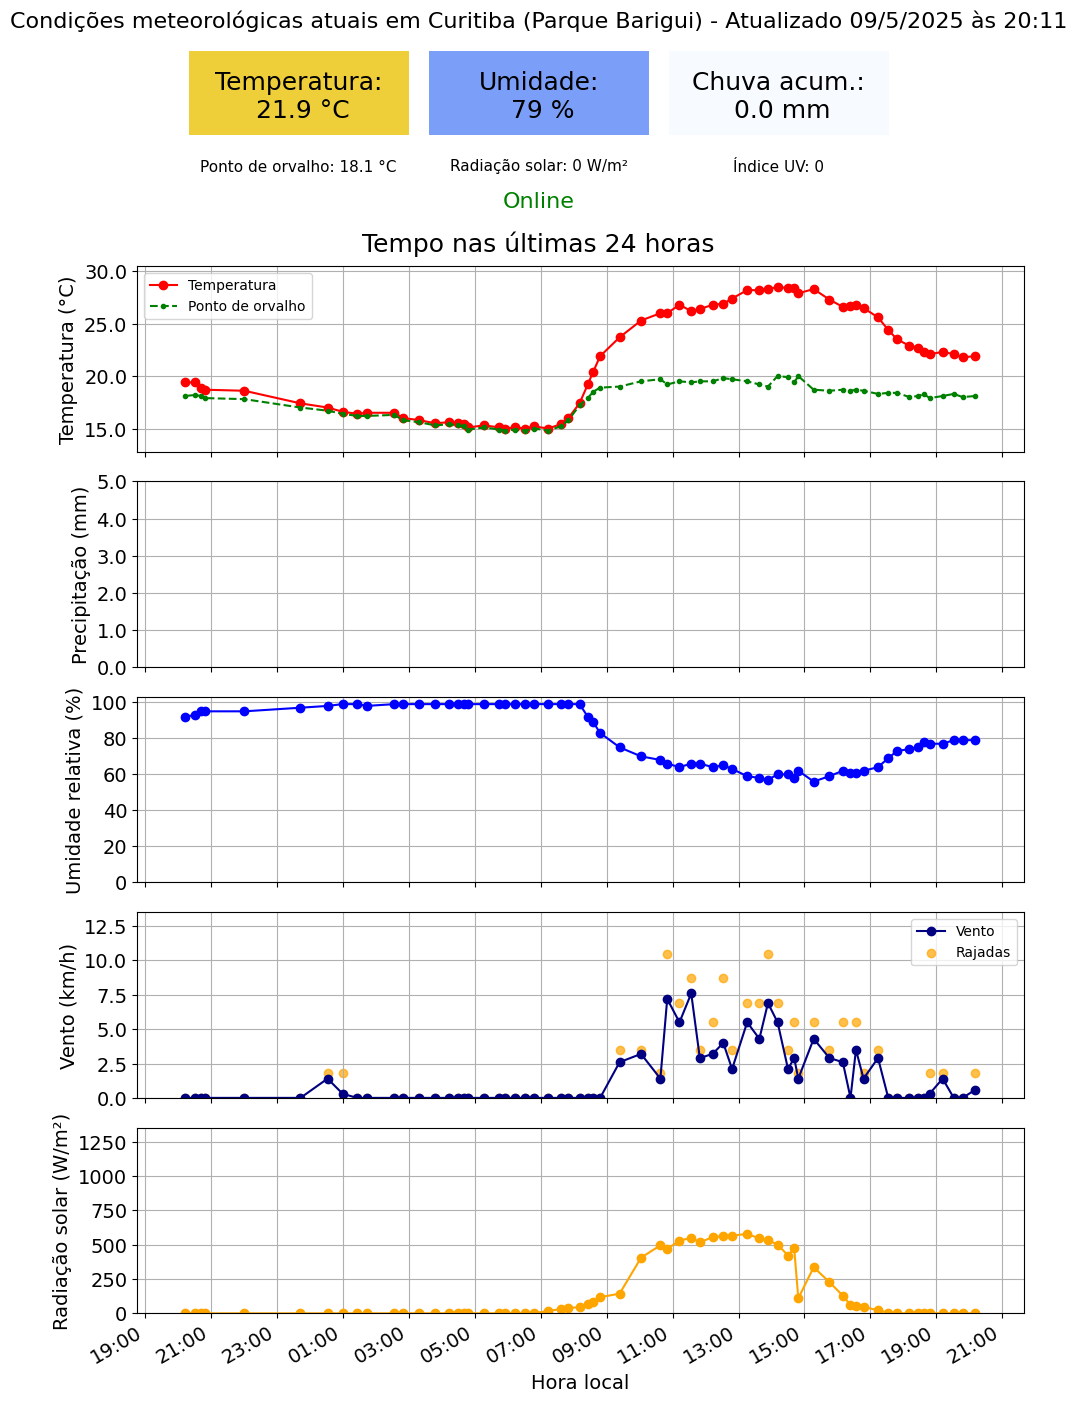 Condições meteorológicas atuais em Curitiba (Parque Barigui) - Atualizado 09/5/2025 às 20:11
Temperatura:
21.9 °C
Umidade:
79 %
Chuva acum.:
0.0 mm
Ponto de orvalho: 18.1 °C
Radiação solar: 0 W/m²
Índice UV: 0
Online
Tempo nas últimas 24 horas
Temperatura (°C)
30.0
25.0
20.0
15.0
Temperatura
Ponto de orvalho
Precipitação (mm)
5.0
4.0
3.0
2.0
1.0
0.0
Umidade relativa (%)
100
80
60
40
20
0
Vento (km/h)
12.5
10.0
7.5
5.0
2.5
0.0
Vento
Rajadas
Radiação solar (W/m²)
1250
1000
750
500
250
0
19:00
21:00
23:00
01:00
03:00
05:00
07:00
09:00
11:00
13:00
15:00
17:00
19:00
21:00
Hora local